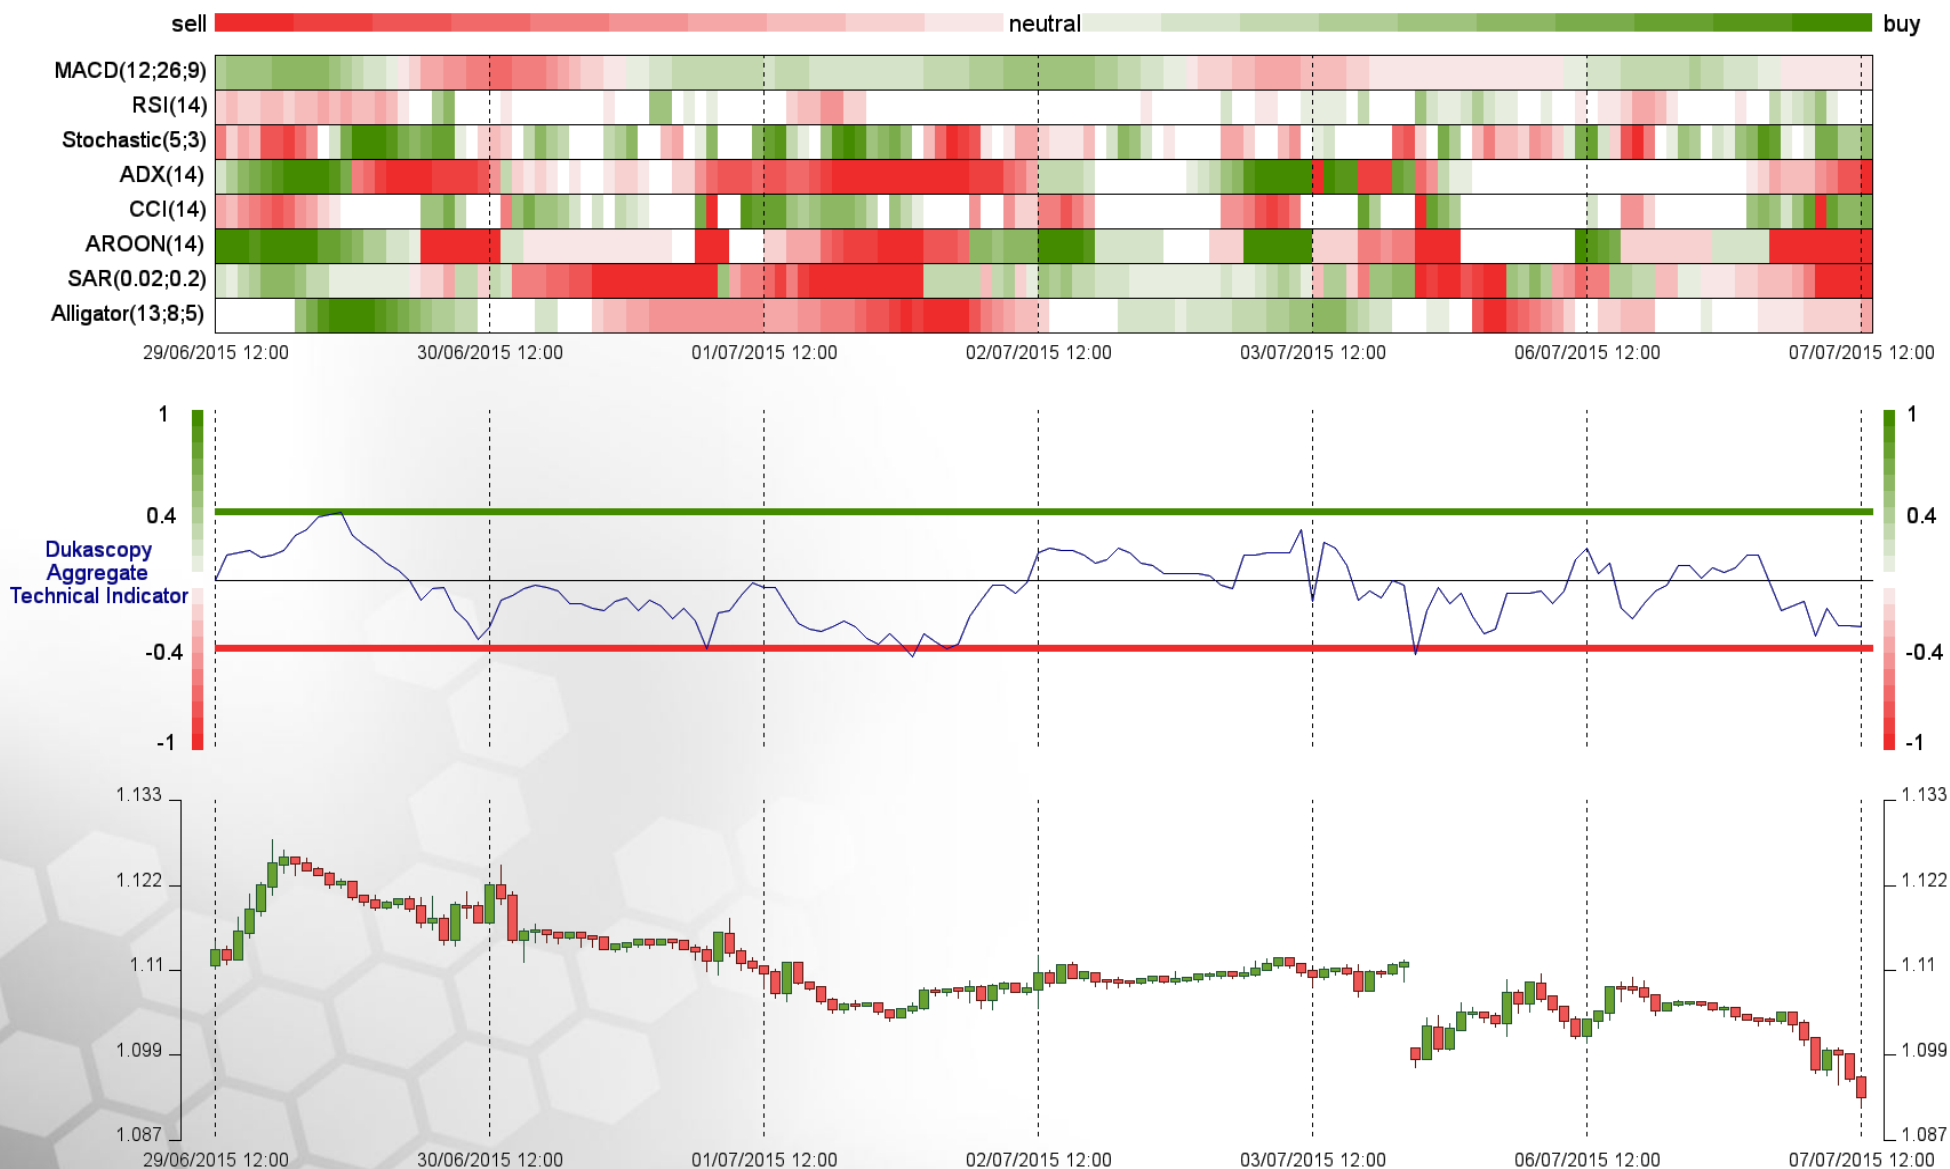 sell neutral buy
MACD(12;26;9)
RSI(14)
Stochastic(5;3)
ADX(14)
CCI(14)
AROON(14)
SAR(0.02;0.2)
Alligator(13;8;5)
29/06/2015 12:00 30/06/2015 12:00 01/07/2015 12:00 02/07/2015 12:00 03/07/2015 12:00 06/07/2015 12:00 07/07/2015 12:00
1 1
0.4 0.4
Dukascopy
Aggregate
Technical Indicator
-0.4 -0.4
-1 -1
1.133 1.133
1.122 1.122
1.11 1.11
1.099 1.099
1.087 1.087
29/06/2015 12:00 30/06/2015 12:00 01/07/2015 12:00 02/07/2015 12:00 03/07/2015 12:00 06/07/2015 12:00 07/07/2015 12:00